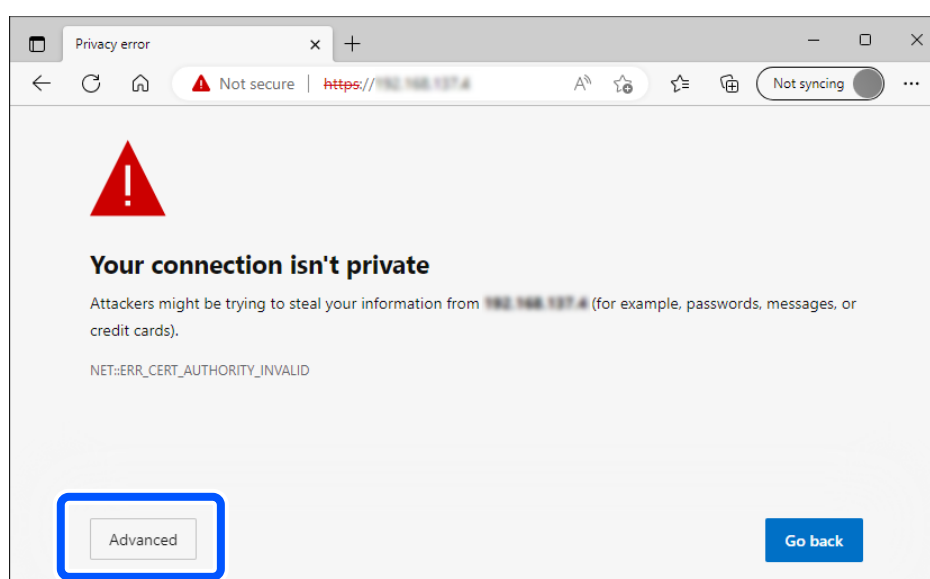 Privacy error
Not secure https://
Not syncing
Your connection isn't private
Attackers might be trying to steal your information from (for example, passwords, messages, or
credit cards).
NET::ERR_CERT_AUTHORITY_INVALID
Advanced
Go back